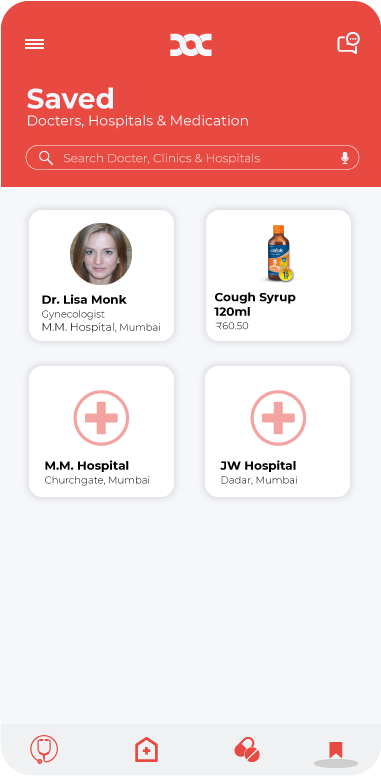 Saved
Docters, Hospitals & Medication
Search Docter, Clinics & Hospitals
Dr. Lisa Monk
Gynecologist
M.M. Hospital, Mumbai
Cough Syrup
120ml
₹60.50
M.M. Hospital
Churchgate, Mumbai
JW Hospital
Dadar, Mumbai